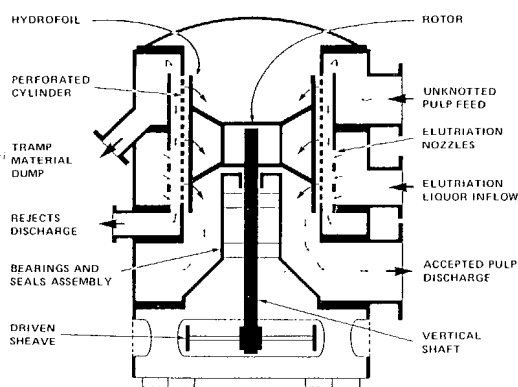 HYDROFOIL
ROTOR
PERFORATED
CYLINDER
UNKNOTTED
PULP FEED
TRAMP
MATERIAL
DUMP
ELUTRIATION
NOZZLES
ELUTRIATION
LIQUOR INFLOW
REJECTS
DISCHARGE
BEARINGS AND
SEALS ASSEMBLY
ACCEPTED PULP
DISCHARGE
DRIVEN
SHEAVE
VERTICAL
SHAFT